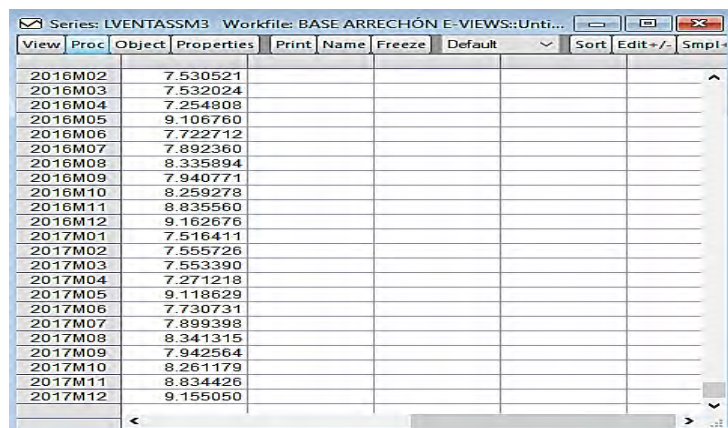 Series: LVENTASSM3 Workfile: BASE ARRECHÓN E-VIEWS::Unti...
View Proc Object Properties Print Name Freeze Default Sort Edit+/- Smpl+
2016M02 7.530521
2016M03 7.532024
2016M04 7.254808
2016M05 9.106760
2016M06 7.722712
2016M07 7.892360
2016M08 8.335894
2016M09 7.940771
2016M10 8.259278
2016M11 8.835560
2016M12 9.162676
2017M01 7.516411
2017M02 7.555726
2017M03 7.553390
2017M04 7.271218
2017M05 9.118629
2017M06 7.730731
2017M07 7.899398
2017M08 8.341315
2017M09 7.942564
2017M10 8.261179
2017M11 8.834426
2017M12 9.155050